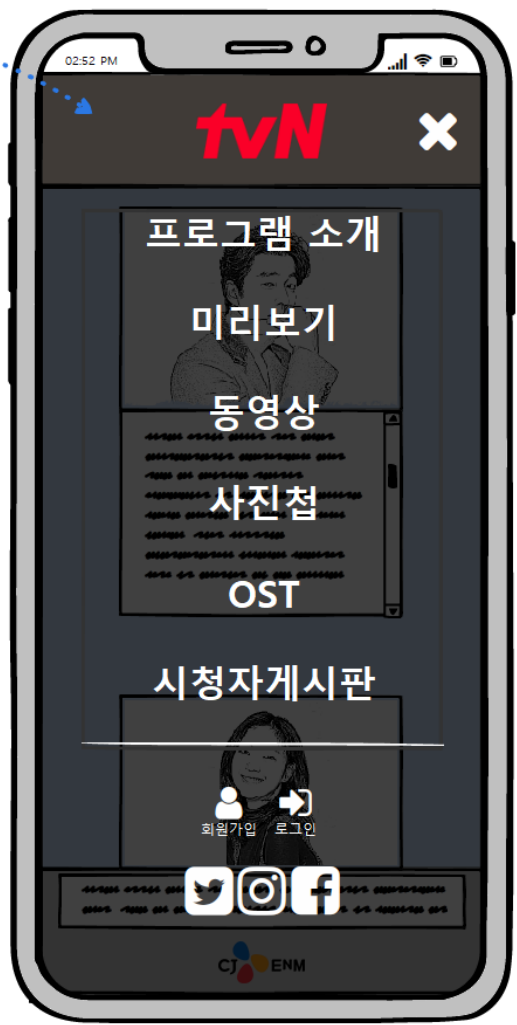 02:52 PM
tvN
프로그램 소개
미리보기
동영상
사진첩
OST
시청자게시판
회원가입 로그인
CJ ENM